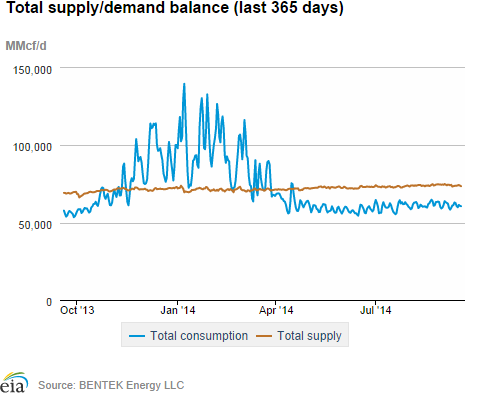 Total supply/demand balance (last 365 days)
MMcf/d
150,000
100,000
50,000
0
Oct '13 Jan '14 Apr '14 Jul '14
Total consumption Total supply
eia Source: BENTEK Energy LLC